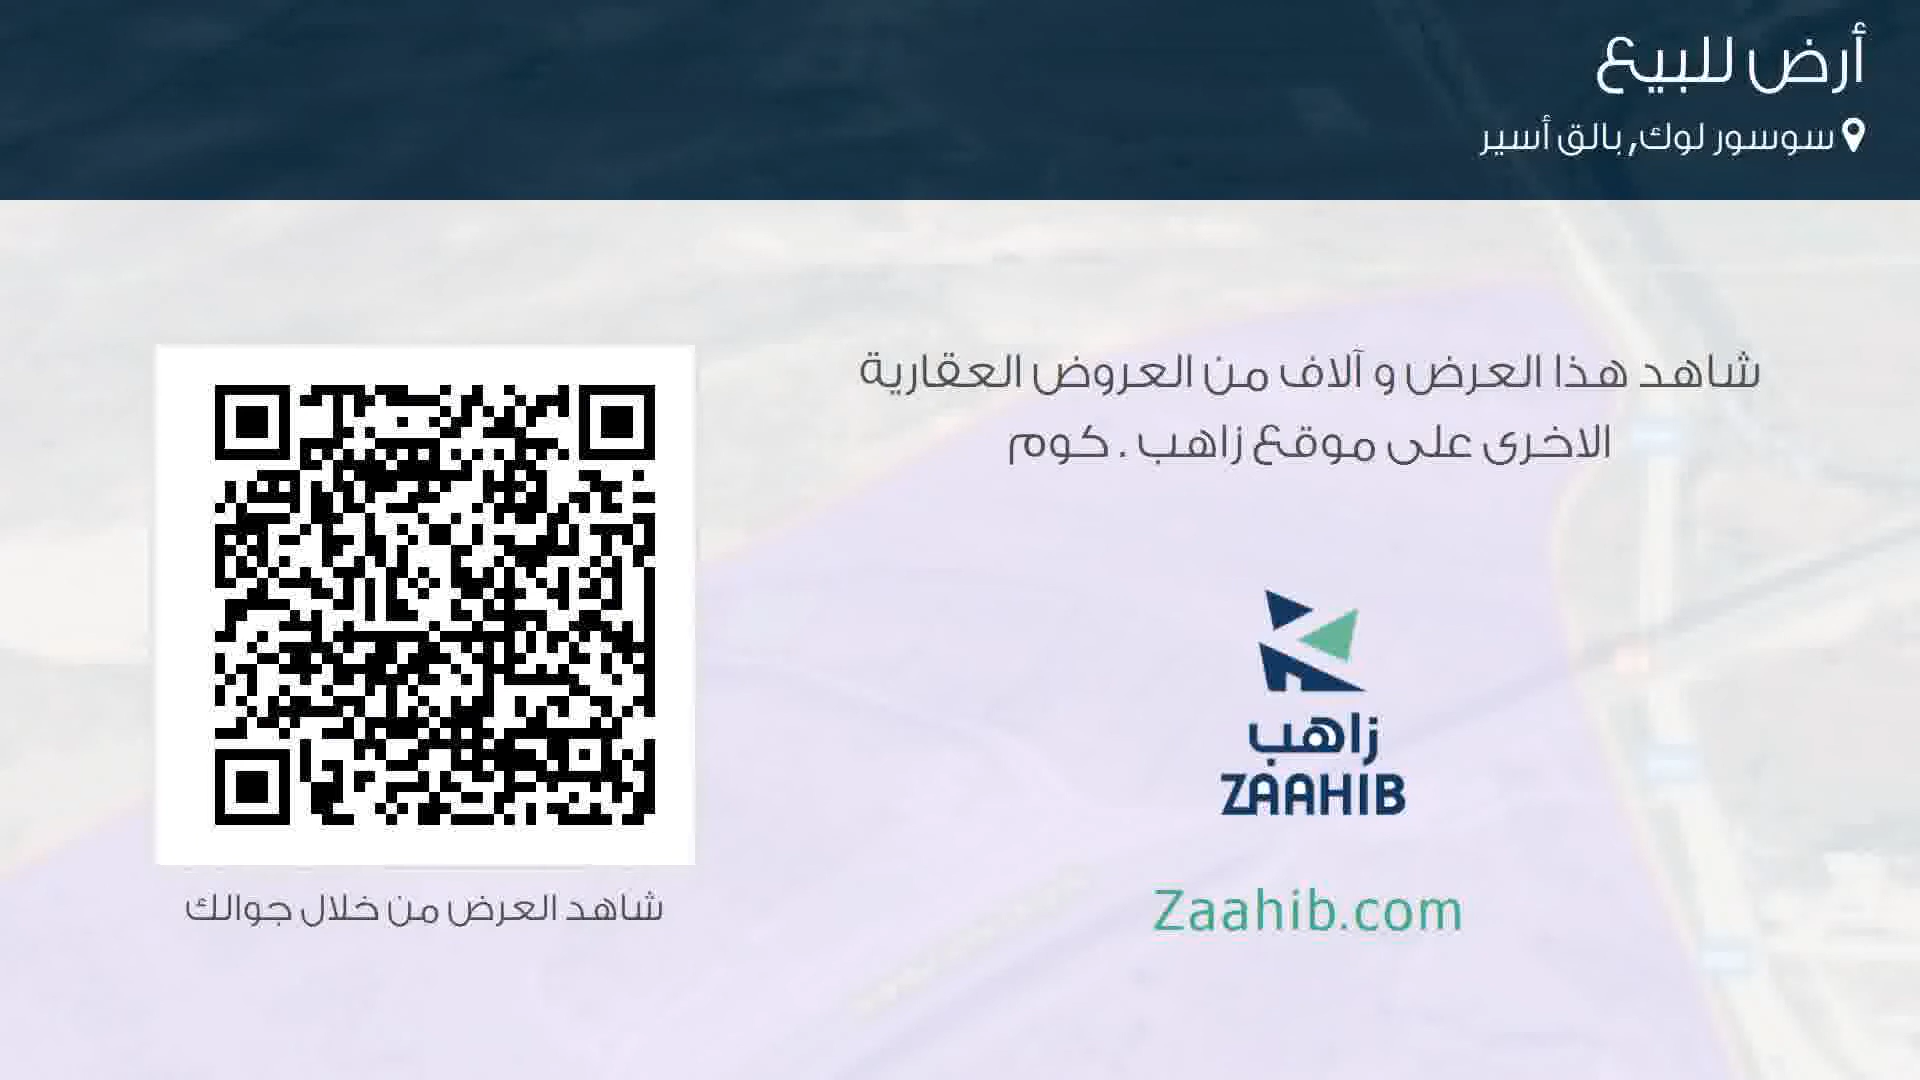 أرض للبيع
سوسور لوك, بالق أسير
شاهد هذا العرض و آلاف من العروض العقارية
الاخرى على موقع زاهب . كوم
زاهب
ZAAHIB
Zaahib.com
شاهد العرض من خلال جوالك